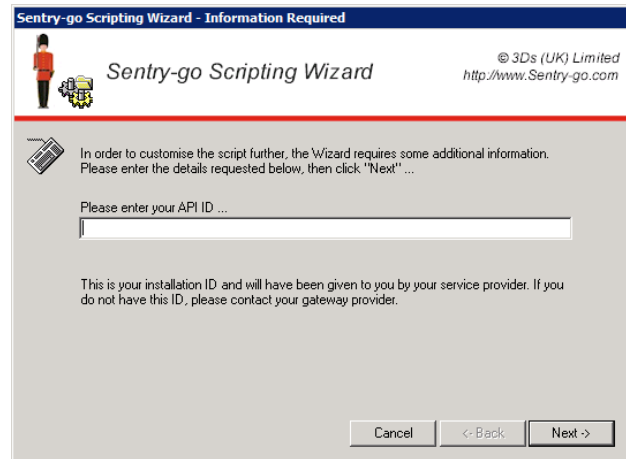 Sentry-go Scripting Wizard - Information Required
Sentry-go Scripting Wizard
© 3Ds (UK) Limited
http://www.Sentry-go.com
In order to customise the script further, the Wizard requires some additional information.
Please enter the details requested below, then click "Next" ...
Please enter your API ID ...
This is your installation ID and will have been given to you by your service provider. If you
do not have this ID, please contact your gateway provider.
Cancel
<- Back
Next ->